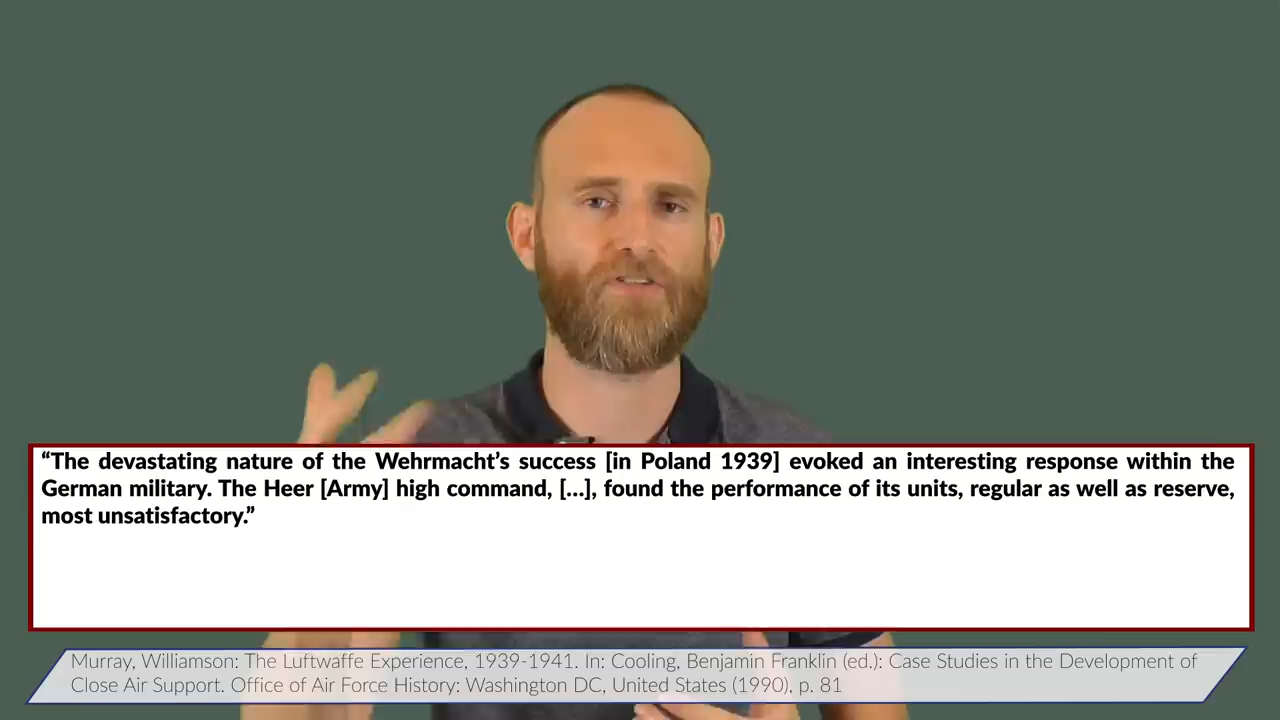 “The devastating nature of the Wehrmacht’s success [in Poland 1939] evoked an interesting response within the
German military. The Heer [Army] high command, [...], found the performance of its units, regular as well as reserve,
most unsatisfactory.”
Murray, Williamson: The Luftwaffe Experience, 1939-1941. In: Cooling, Benjamin Franklin (ed.): Case Studies in the Development of
Close Air Support. Office of Air Force History: Washington DC, United States (1990), p. 81